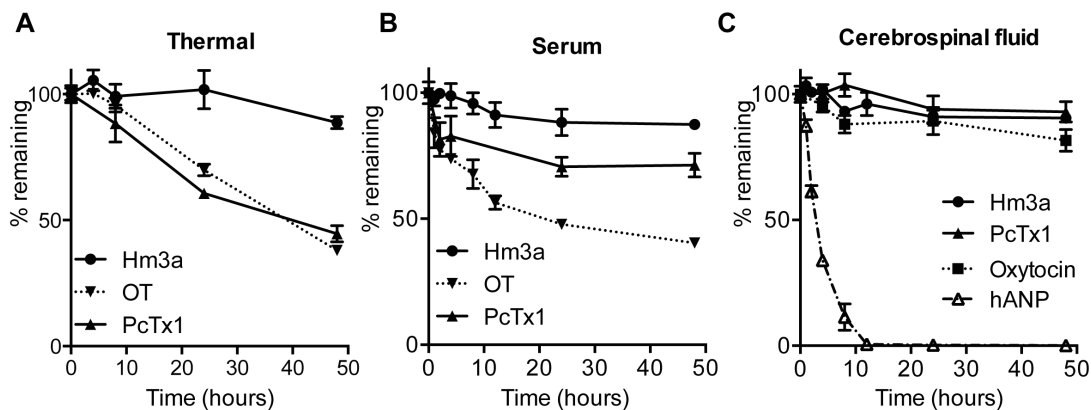 A
Thermal
% remaining
100
50
0
0 10 20 30 40 50
Time (hours)
Hm3a
OT
PcTx1
B
Serum
% remaining
100
50
0
0 10 20 30 40 50
Time (hours)
Hm3a
OT
PcTx1
C
Cerebrospinal fluid
% remaining
100
50
0
0 10 20 30 40 50
Time (hours)
Hm3a
PcTx1
Oxytocin
hANP